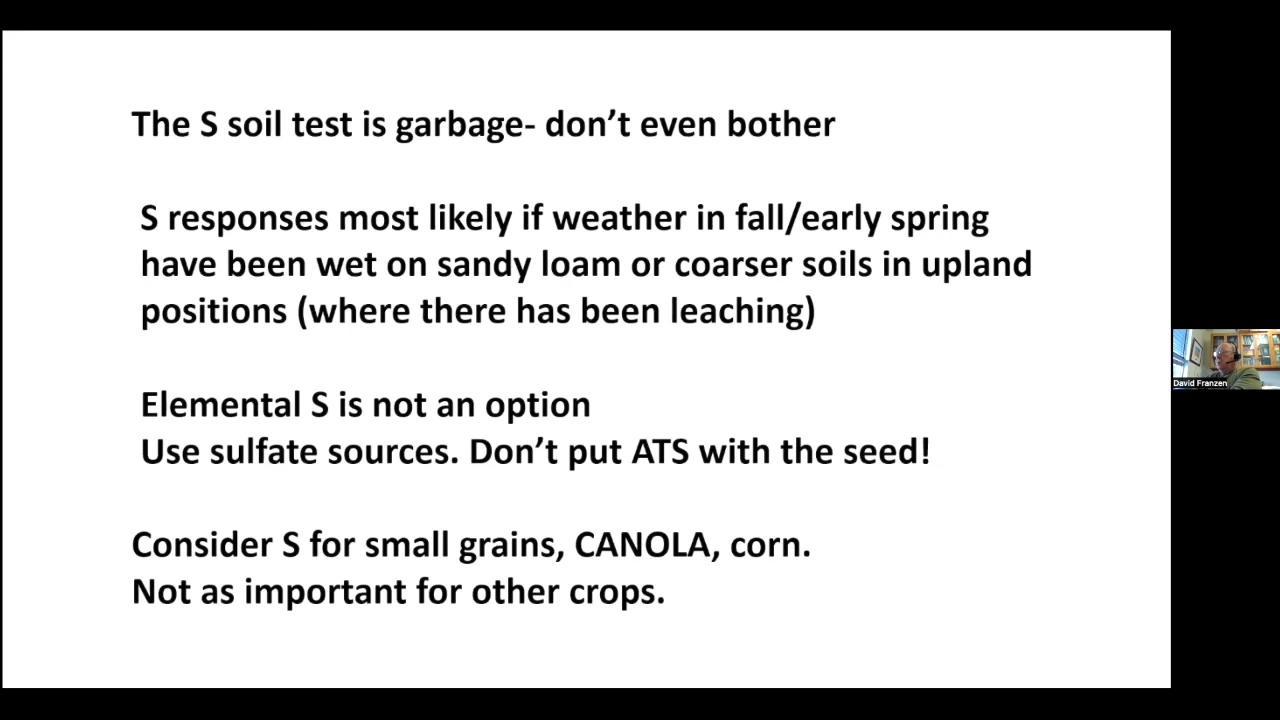 The S soil test is garbage- don’t even bother
S responses most likely if weather in fall/early spring
have been wet on sandy loam or coarser soils in upland
positions (where there has been leaching)
Elemental S is not an option
Use sulfate sources. Don’t put ATS with the seed!
Consider S for small grains, CANOLA, corn.
Not as important for other crops.
David Franzen